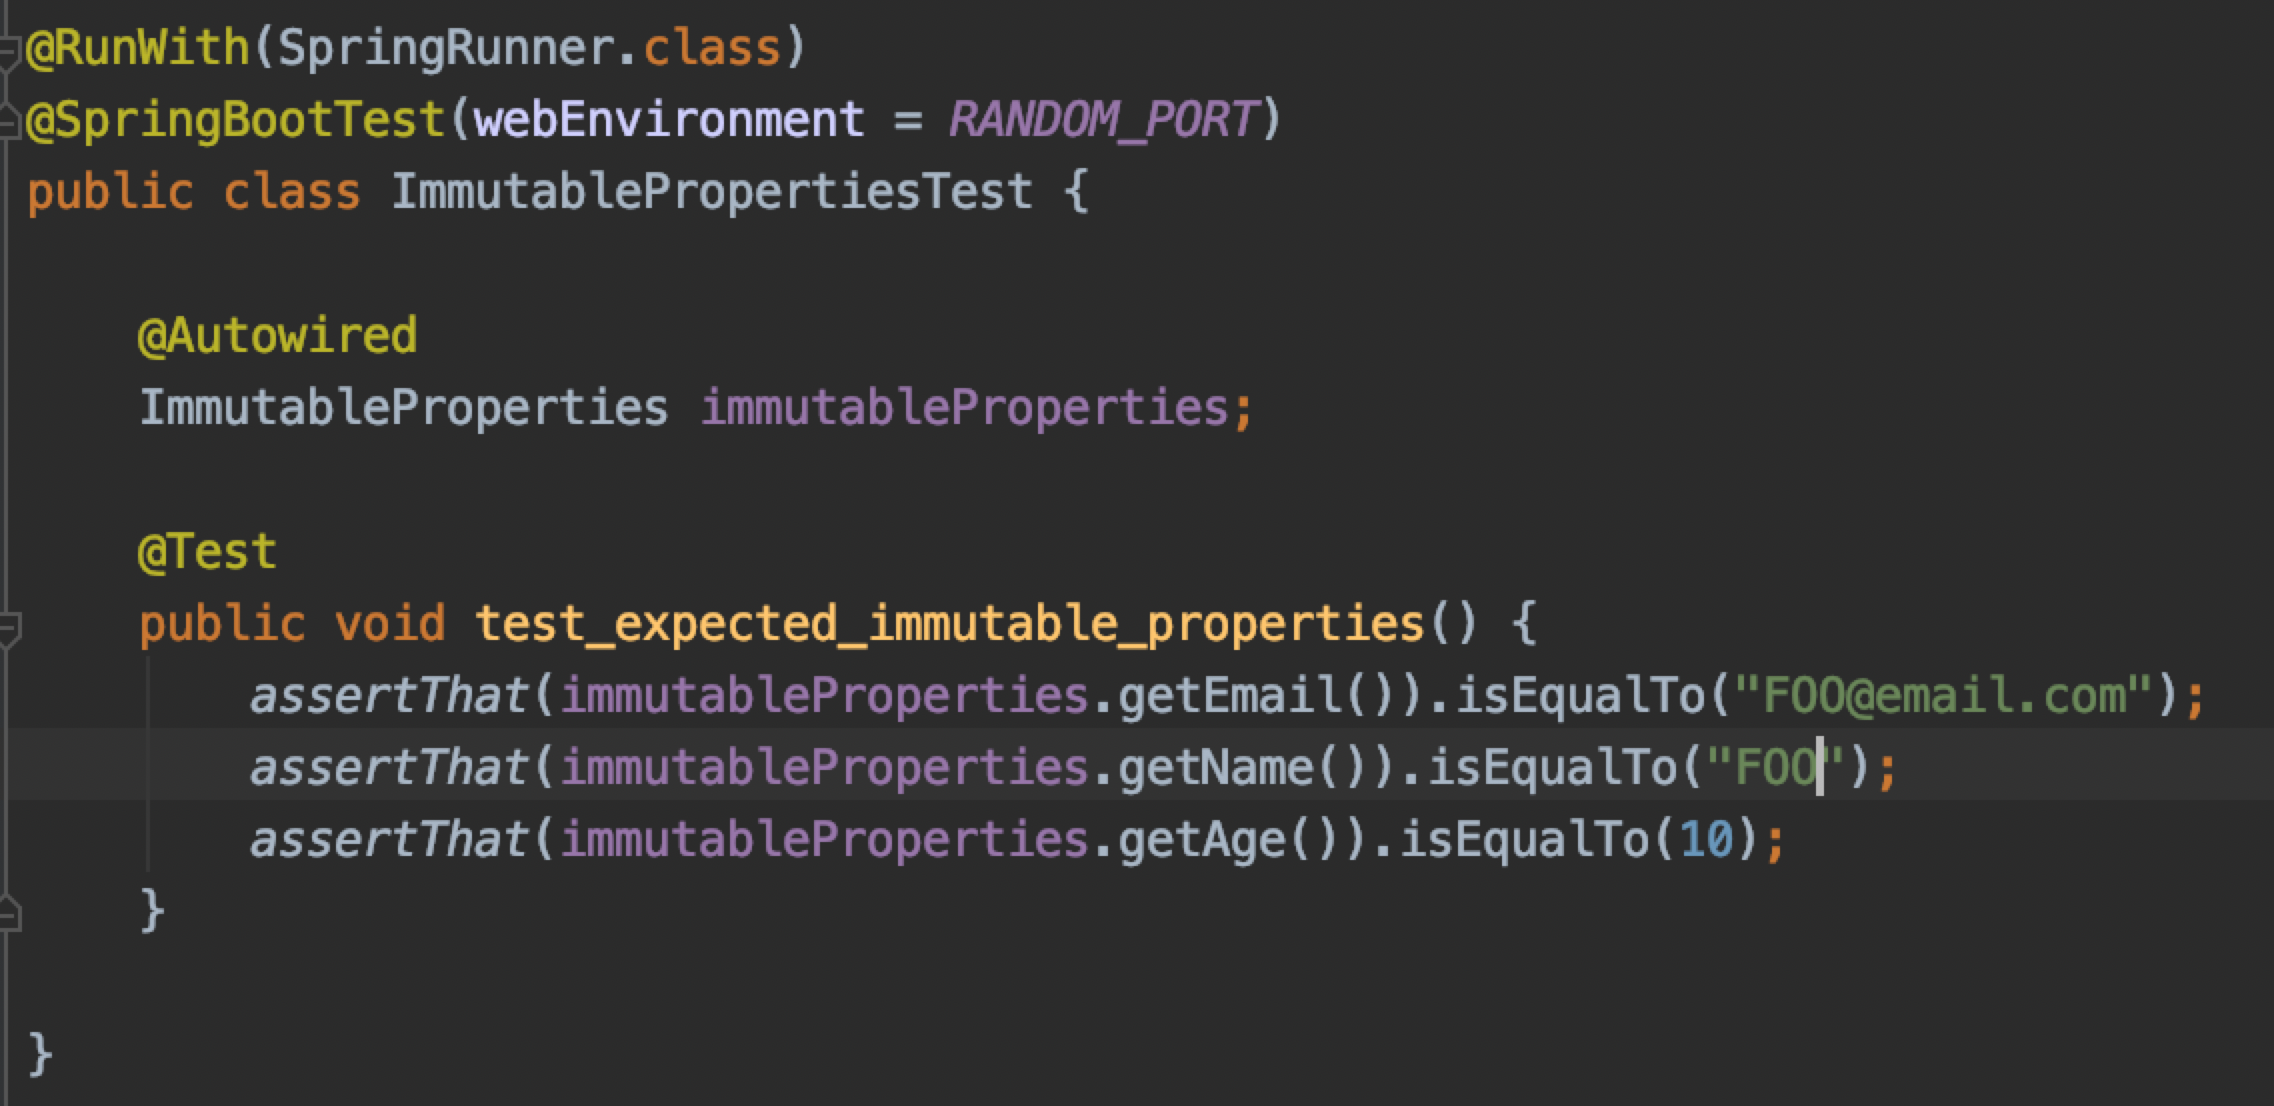 @RunWith(SpringRunner.class)
@SpringBootTest(webEnvironment = RANDOM_PORT)
public class ImmutablePropertiesTest {
@Autowired
ImmutableProperties immutableProperties;
@Test
public void test_expected_immutable_properties() {
assertThat(immutableProperties.getEmail()).isEqualTo("FOO@email.com");
assertThat(immutableProperties.getName()).isEqualTo("FOO");
assertThat(immutableProperties.getAge()).isEqualTo(10);
}
}